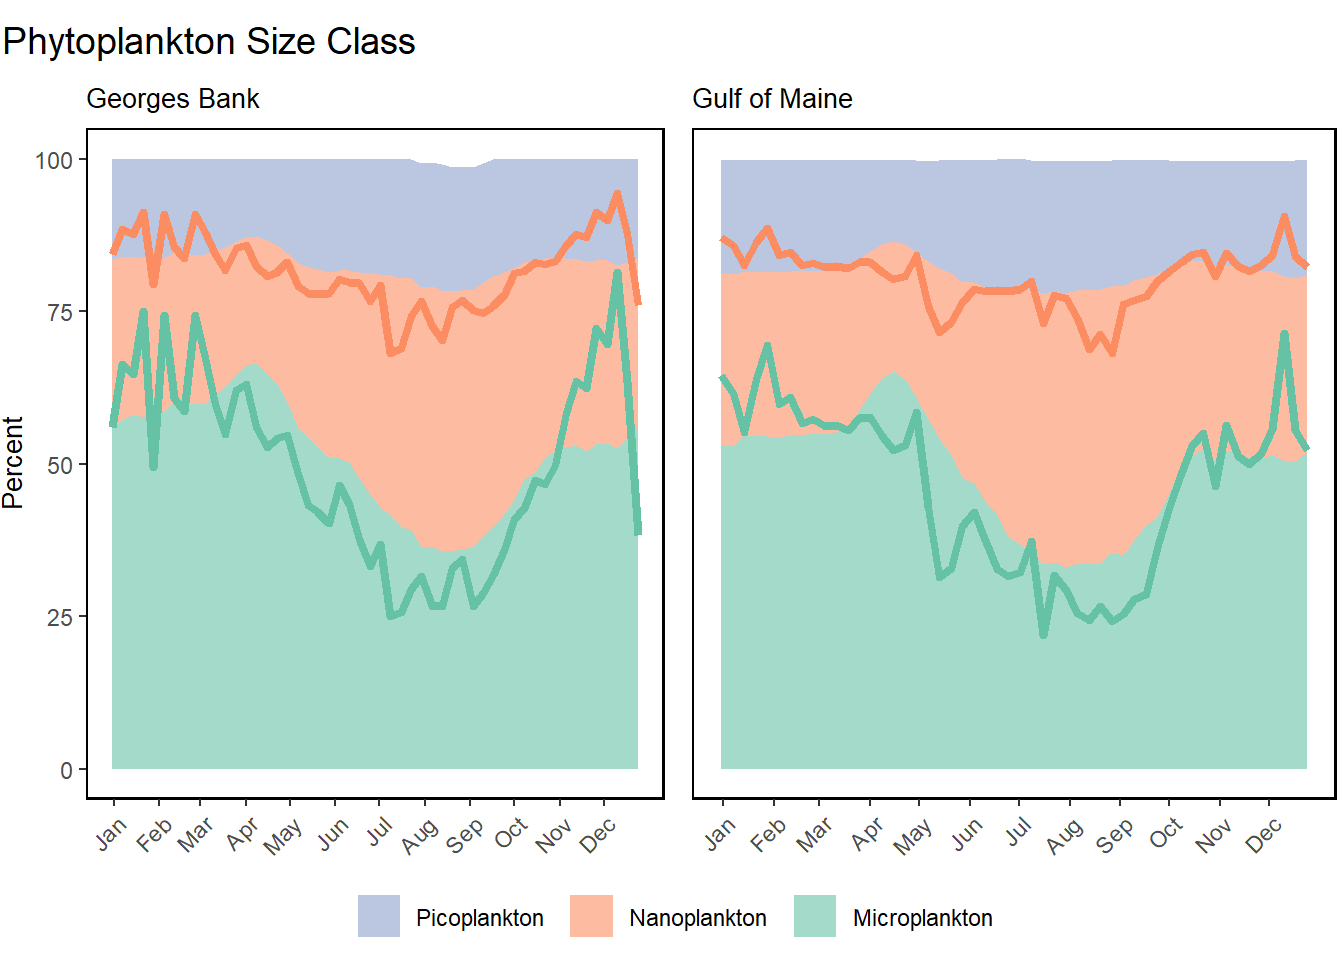 Phytoplankton Size Class
Georges Bank
Gulf of Maine
Percent
100
75
50
25
0
Jan Feb Mar Apr May Jun Jul Aug Sep Oct Nov Dec
Jan Feb Mar Apr May Jun Jul Aug Sep Oct Nov Dec
Picoplankton Nanoplankton Microplankton